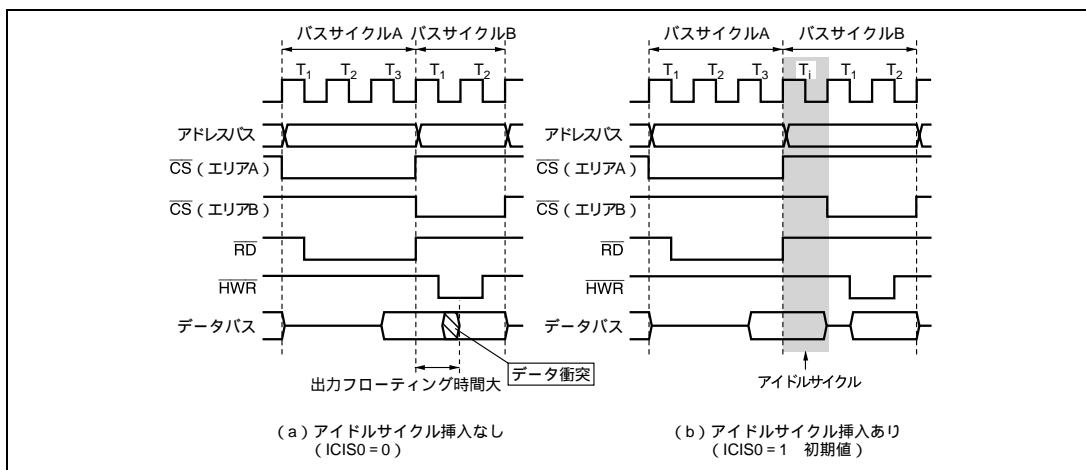 バスサイクルA バスサイクルB
T1 T2 T3 T1 T2
アドレスバス
CS(エリアA)
CS(エリアB)
RD
HWR
データバス
出力フローティング時間大
データ衝突
(a)アイドルサイクル挿入なし
(ICIS0=0)
バスサイクルA バスサイクルB
T1 T2 T3 Ti T1 T2
アドレスバス
CS(エリアA)
CS(エリアB)
RD
HWR
データバス
アイドルサイクル
(b)アイドルサイクル挿入あり
(ICIS0=1 初期値)